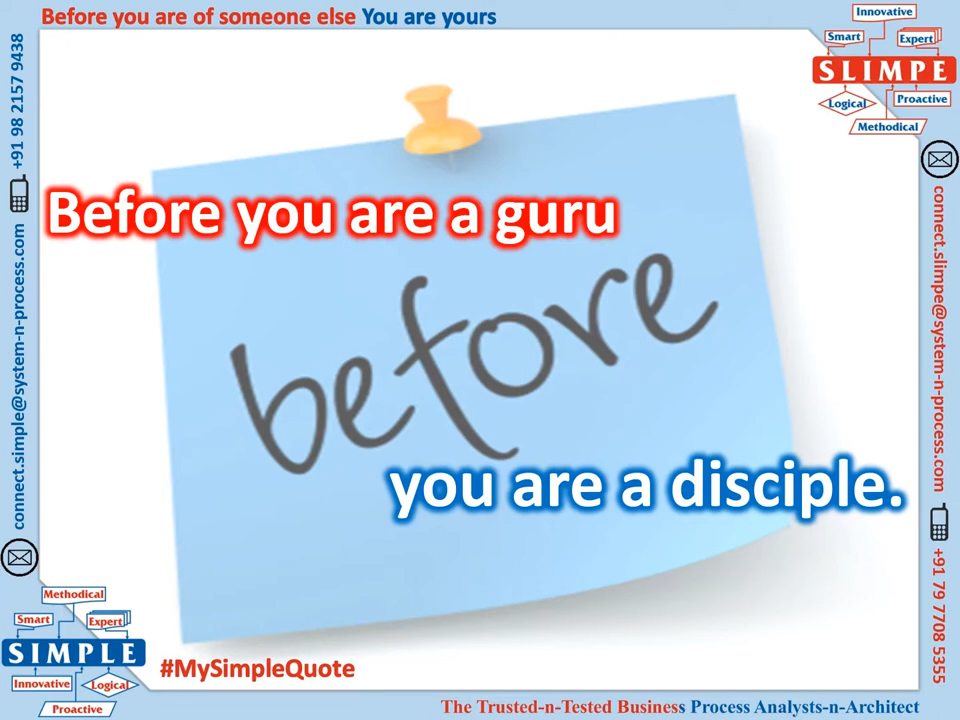 Before you are of someone else You are yours
Innovative
Smart
Expert
SLIMPE
Logical
Proactive
Methodical
+91 98 2157 9438
connect.simple@system-n-process.com
Before you are a guru
before
you are a disciple.
connect.slimpe@system-n-process.com
+91 79 7708 5355
Methodical
Smart
Expert
SIMPLE
Innovative
Logical
Proactive
#MySimpleQuote
The Trusted-n-Tested Business Process Analysts-n-Architect